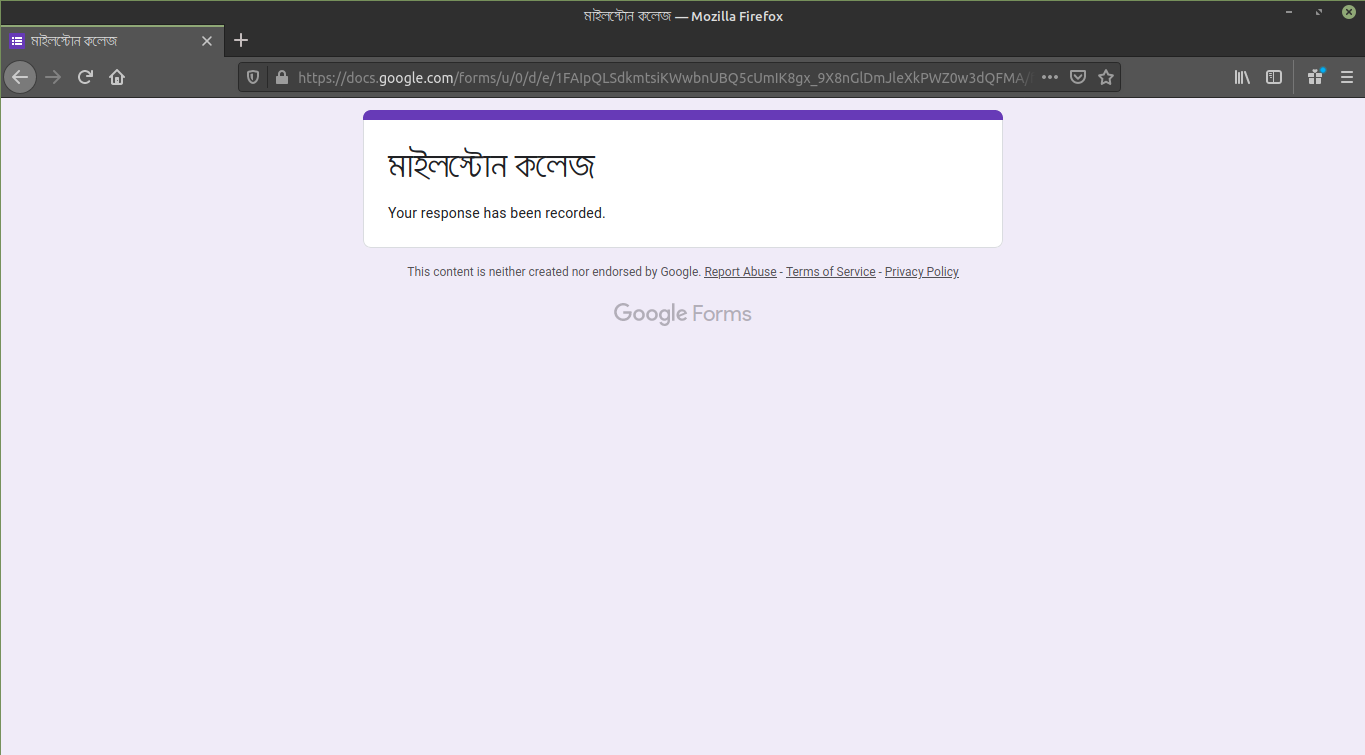 মাইলস্টোন কলেজ — Mozilla Firefox
মাইলস্টোন কলেজ
https://docs.google.com/forms/u/0/d/e/1FAIpQLSdkmtsiKWwbnUBQ5cUmIK8gx_9X8nGlDmJleXkPWZ0w3dQFMA/
মাইলস্টোন কলেজ
Your response has been recorded.
This content is neither created nor endorsed by Google. Report Abuse - Terms of Service - Privacy Policy
Google Forms